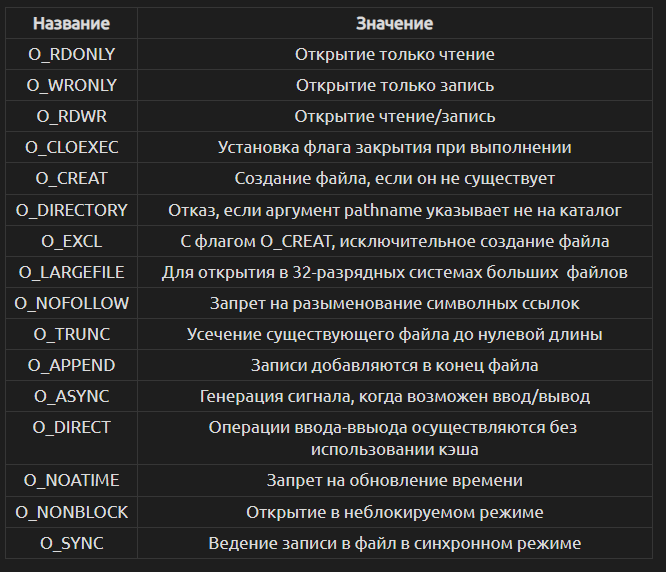 Название Значение
O_RDONLY Открытие только чтение
O_WRONLY Открытие только запись
O_RDWR Открытие чтение/запись
O_CLOEXEC Установка флага закрытия при выполнении
O_CREAT Создание файла, если он не существует
O_DIRECTORY Отказ, если аргумент pathname указывает не на каталог
O_EXCL С флагом O_CREAT, исключительное создание файла
O_LARGEFILE Для открытия в 32-разрядных системах больших файлов
O_NOFOLLOW Запрет на разыменование символных ссылок
O_TRUNC Усечение существующего файла до нулевой длины
O_APPEND Записи добавляются в конец файла
O_ASYNC Генерация сигнала, когда возможен ввод/вывод
O_DIRECT Операции ввода-ввыода осуществляются без
использовании кэша
O_NOATIME Запрет на обновление времени
O_NONBLOCK Открытие в неблокируемом режиме
O_SYNC Ведение записи в файл в синхронном режиме